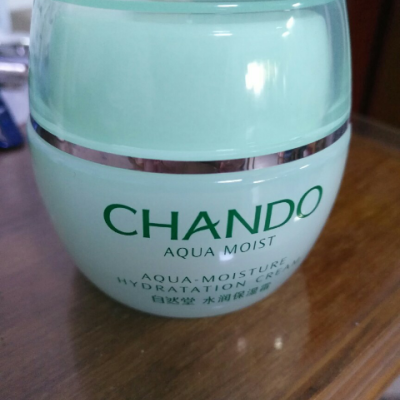 CHANDO
AQUA MOIST
AQUA-MOISTURE
HYDRATATION CREAM
自然堂 水润保湿霜